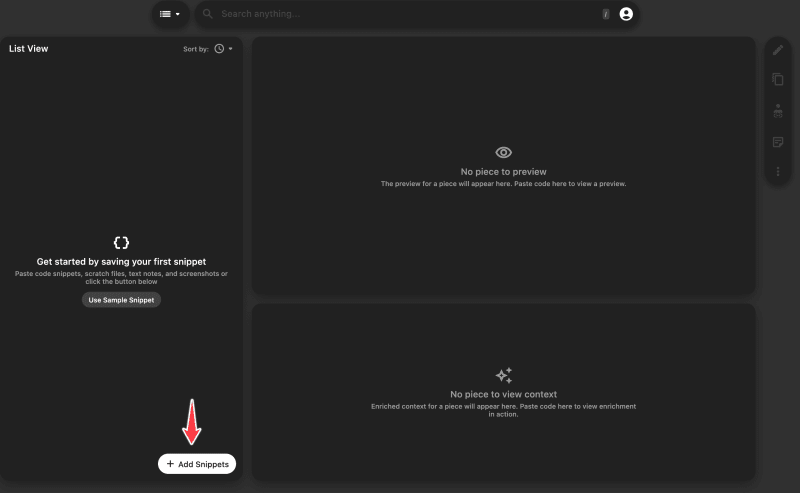 Search anything...
/
List View
Sort by:
No piece to preview
The preview for a piece will appear here. Paste code here to view a preview.
{}
Get started by saving your first snippet
Paste code snippets, scratch files, text notes, and screenshots or
click the button below
Use Sample Snippet
No piece to view context
Enriched context for a piece will appear here. Paste code here to view enrichment
in action.
+ Add Snippets